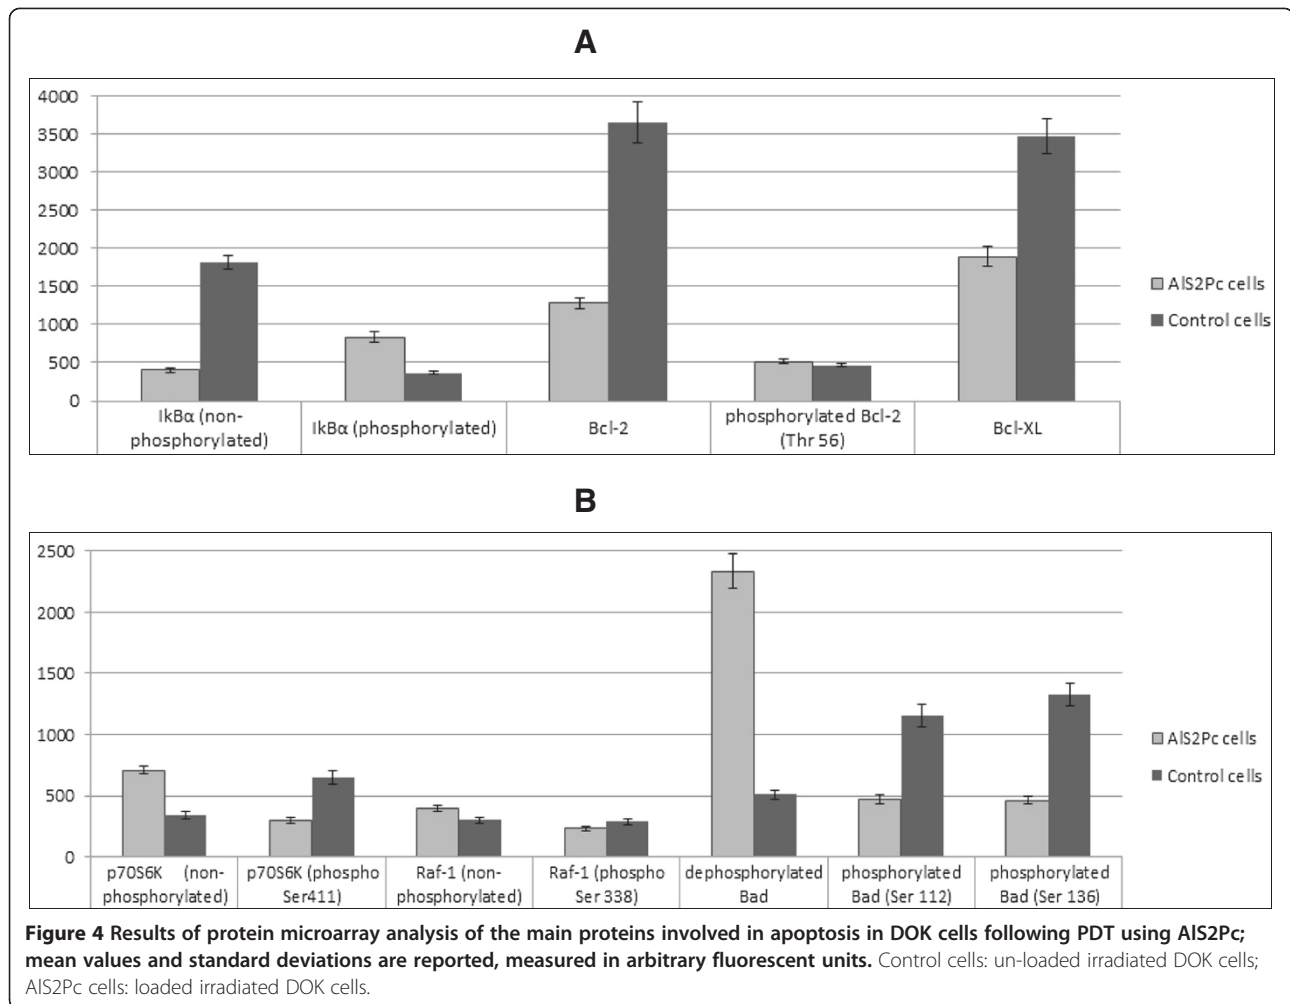 A
4000
3500
3000
2500
2000
1500
1000
500
0
IkBα (non-
phosphorylated)
IkBα (phosphorylated)
Bcl-2
phosphorylated Bcl-2
(Thr 56)
Bcl-XL
AlS2Pc cells
Control cells
B
2500
2000
1500
1000
500
0
p70S6K (non-
phosphorylated)
p70S6K (phospho
Ser411)
Raf-1 (non-
phosphorylated)
Raf-1 (phospho
Ser 338)
dephosphorylated
Bad
phosphorylated
Bad (Ser 112)
phosphorylated
Bad (Ser 136)
AlS2Pc cells
Control cells
Figure 4 Results of protein microarray analysis of the main proteins involved in apoptosis in DOK cells following PDT using AlS2Pc;
mean values and standard deviations are reported, measured in arbitrary fluorescent units. Control cells: un-loaded irradiated DOK cells;
AlS2Pc cells: loaded irradiated DOK cells.